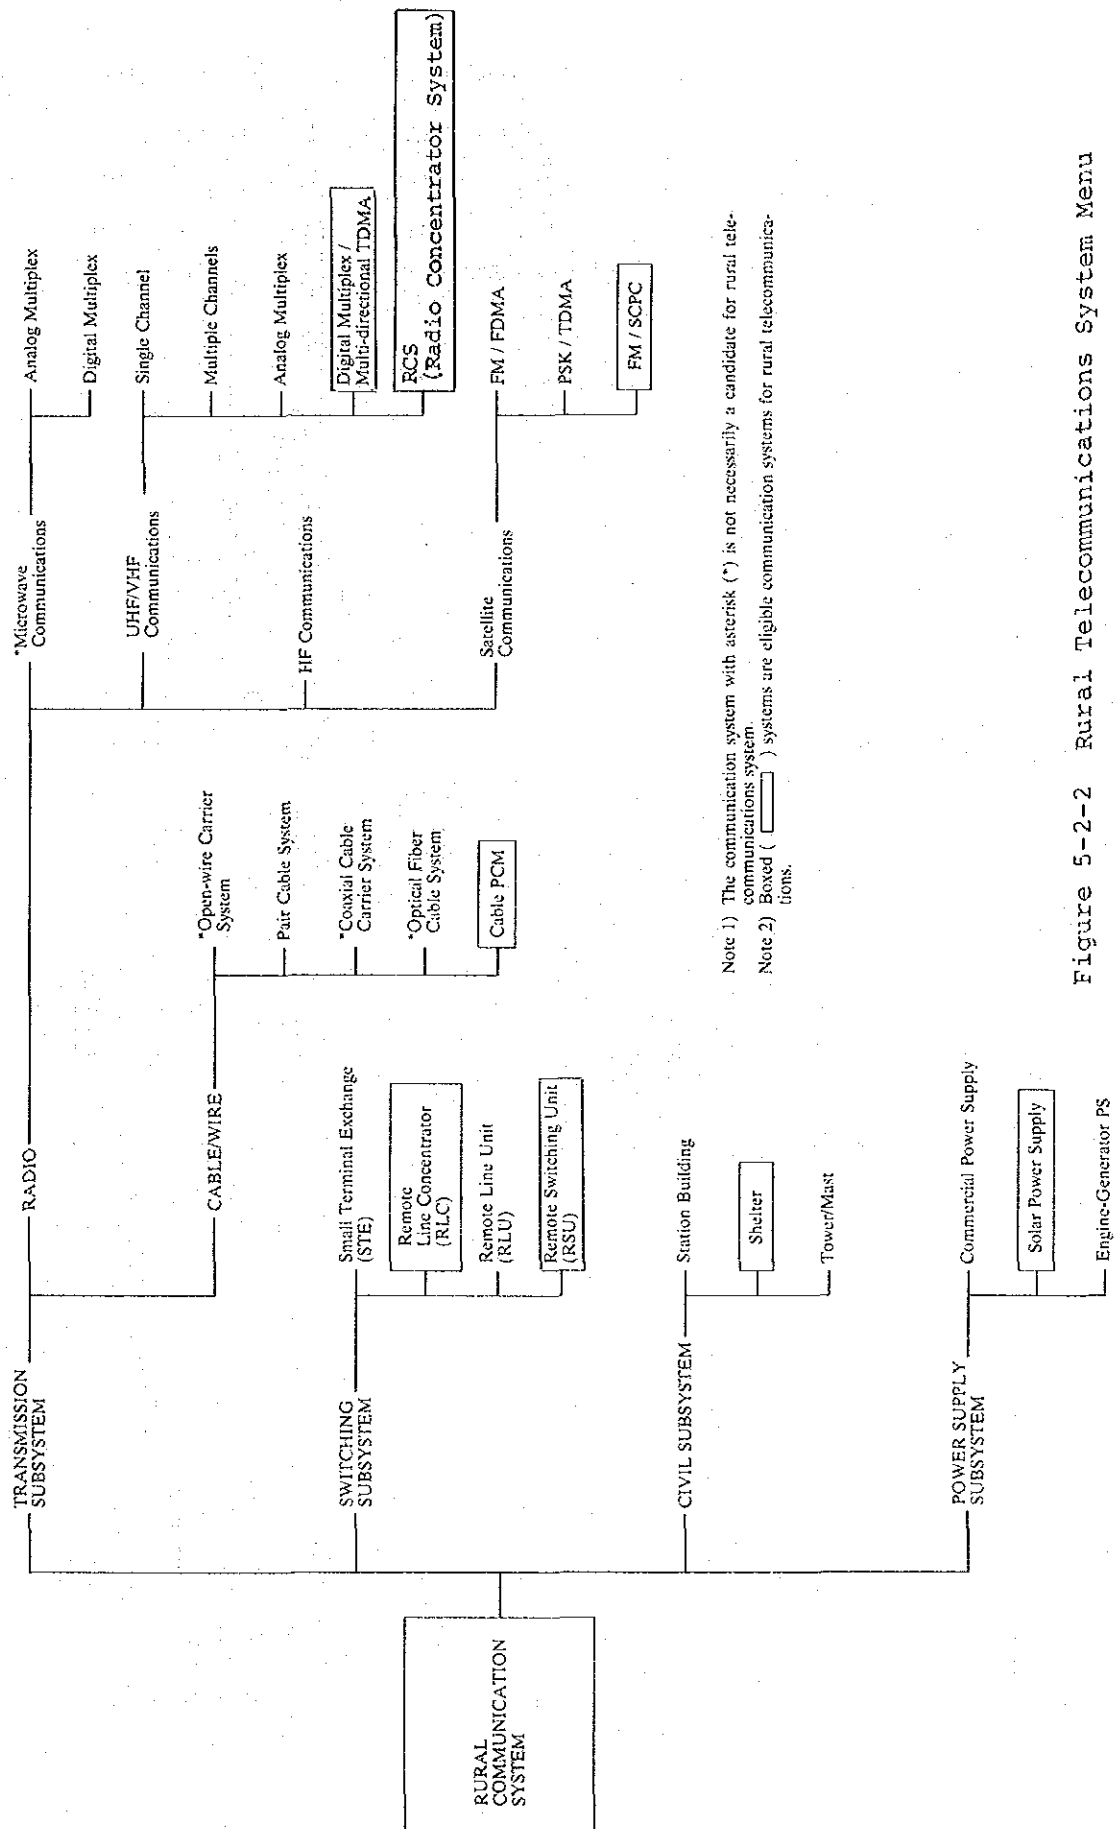 RURAL
COMMUNICATION
SYSTEM
TRANSMISSION
SUBSYSTEM
RADIO
*Microwave
Communications
Analog Multiplex
Digital Multiplex
UHF/VHF
Communications
Single Channel
Multiple Channels
Analog Multiplex
Digital Multiplex /
Multi-directional TDMA
RCS
(Radio Concentrator System)
HF Communications
Satellite
Communications
FM / FDMA
PSK / TDMA
FM / SCPC
CABLE/WIRE
*Open-wire Carrier
System
Pair Cable System
*Coaxial Cable
Carrier System
*Optical Fiber
Cable System
Cable PCM
SWITCHING
SUBSYSTEM
Small Terminal Exchange
(STE)
Remote
Line Concentrator
(RLC)
Remote Line Unit
(RLU)
Remote Switching Unit
(RSU)
CIVIL SUBSYSTEM
Station Building
Shelter
Tower/Mast
POWER SUPPLY
SUBSYSTEM
Commercial Power Supply
Solar Power Supply
Engine-Generator PS
Note 1) The communication system with asterisk (*) is not necessarily a candidate for rural tele-
communications system.
Note 2) Boxed ( ) systems are eligible communication systems for rural telecommunica-
tions.
Figure 5-2-2 Rural Telecommunications System Menu